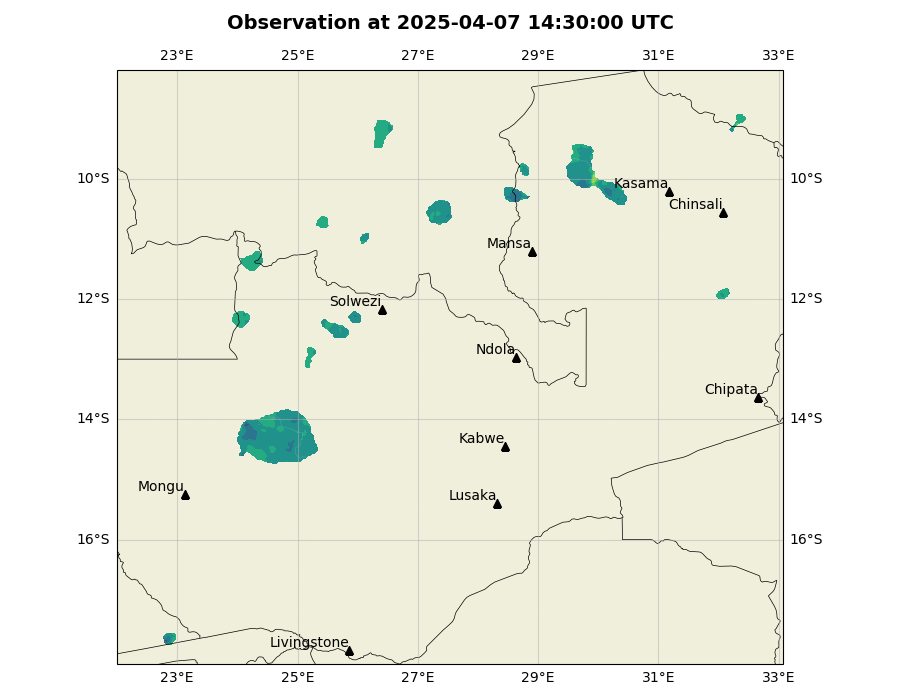 Observation at 2025-04-07 14:30:00 UTC
23°E 25°E 27°E 29°E 31°E 33°E
10°S 10°S
Kasama
Chinsali
Mansa
12°S 12°S
Solwezi
Ndola
Chipata
14°S 14°S
Kabwe
Mongu
Lusaka
16°S 16°S
Livingstone
23°E 25°E 27°E 29°E 31°E 33°E